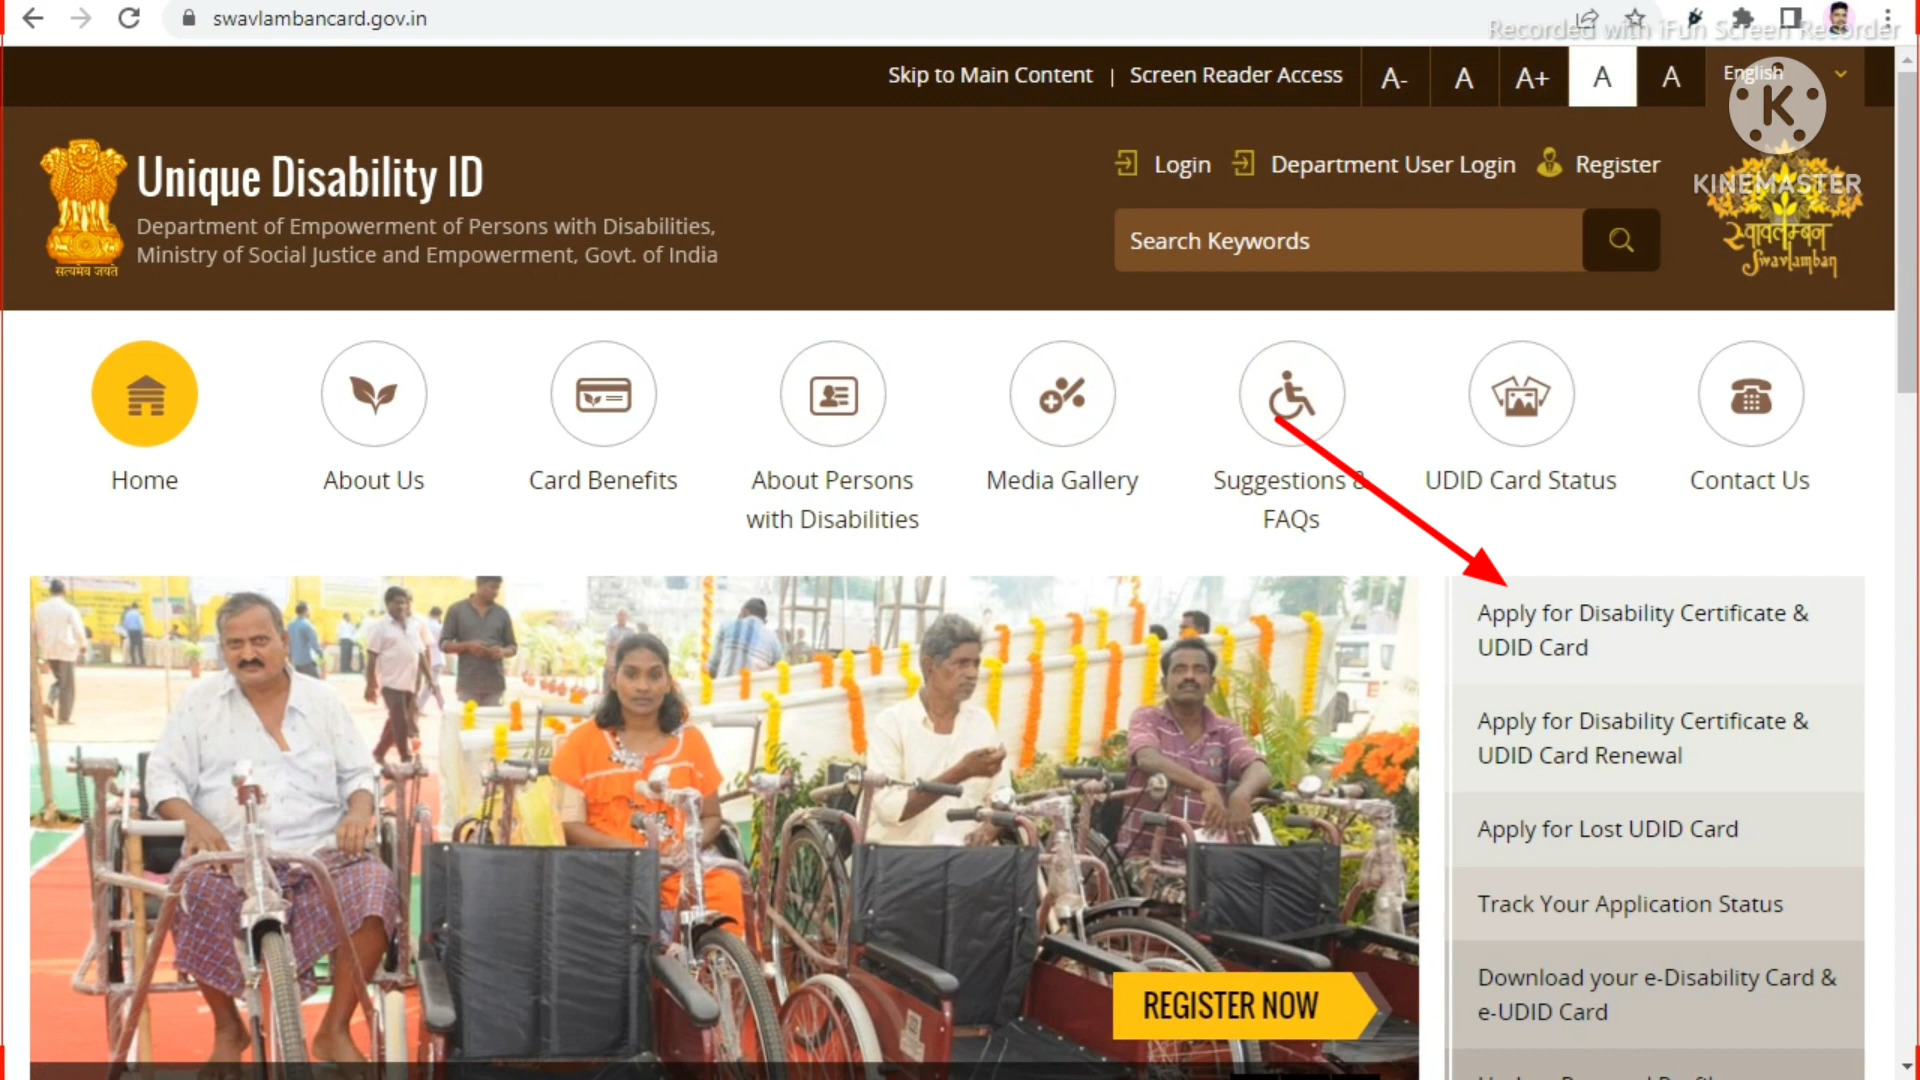 swavlambancard.gov.in
Recorded with iFun Screen Recorder
Skip to Main Content | Screen Reader Access A- A A+ A A English
KINEMASTER
Unique Disability ID
Department of Empowerment of Persons with Disabilities,
Ministry of Social Justice and Empowerment, Govt. of India
सत्यमेव जयते
Login Department User Login Register
Search Keywords
स्वावलम्बन
Swavlamban
Home
About Us
Card Benefits
About Persons
with Disabilities
Media Gallery
Suggestions &
FAQs
UDID Card Status
Contact Us
REGISTER NOW
Apply for Disability Certificate &
UDID Card
Apply for Disability Certificate &
UDID Card Renewal
Apply for Lost UDID Card
Track Your Application Status
Download your e-Disability Card &
e-UDID Card